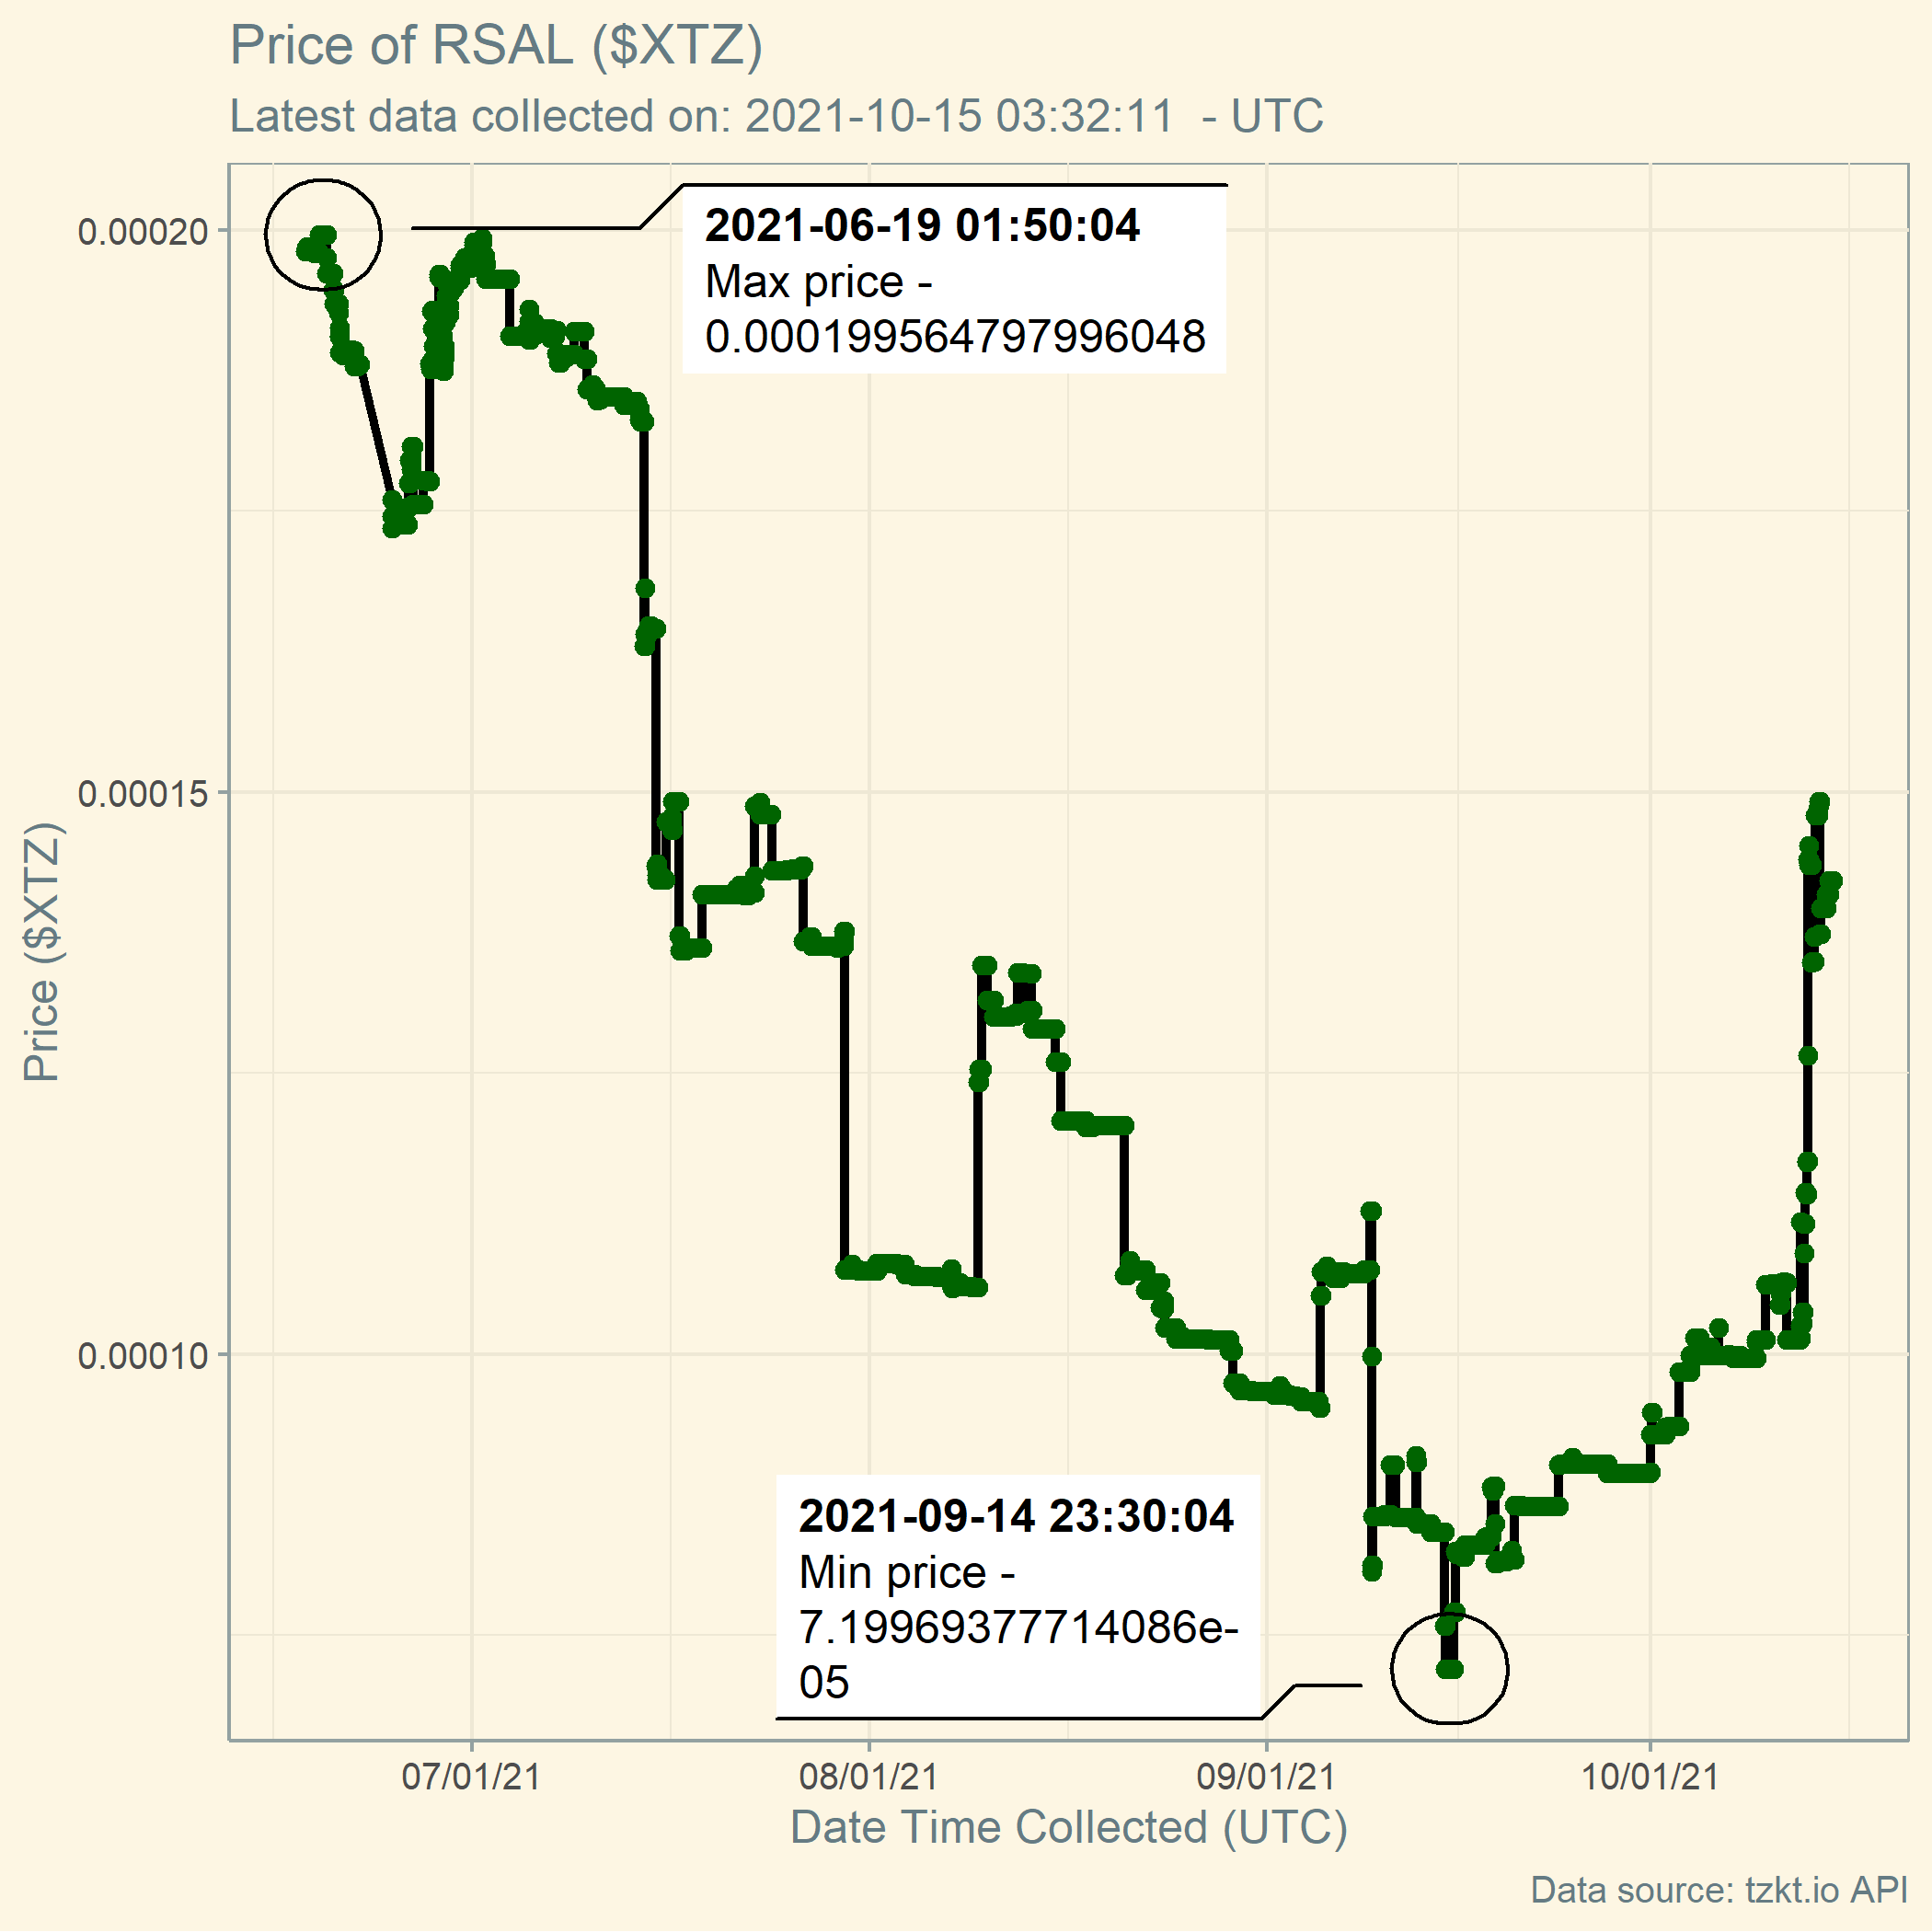 Price of RSAL ($XTZ)
Latest data collected on: 2021-10-15 03:32:11 - UTC
2021-06-19 01:50:04
Max price -
0.000199564797996048
0.00020
0.00015
0.00010
Price ($XTZ)
2021-09-14 23:30:04
Min price -
7.19969377714086e-
05
07/01/21
08/01/21
09/01/21
10/01/21
Date Time Collected (UTC)
Data source: tzkt.io API